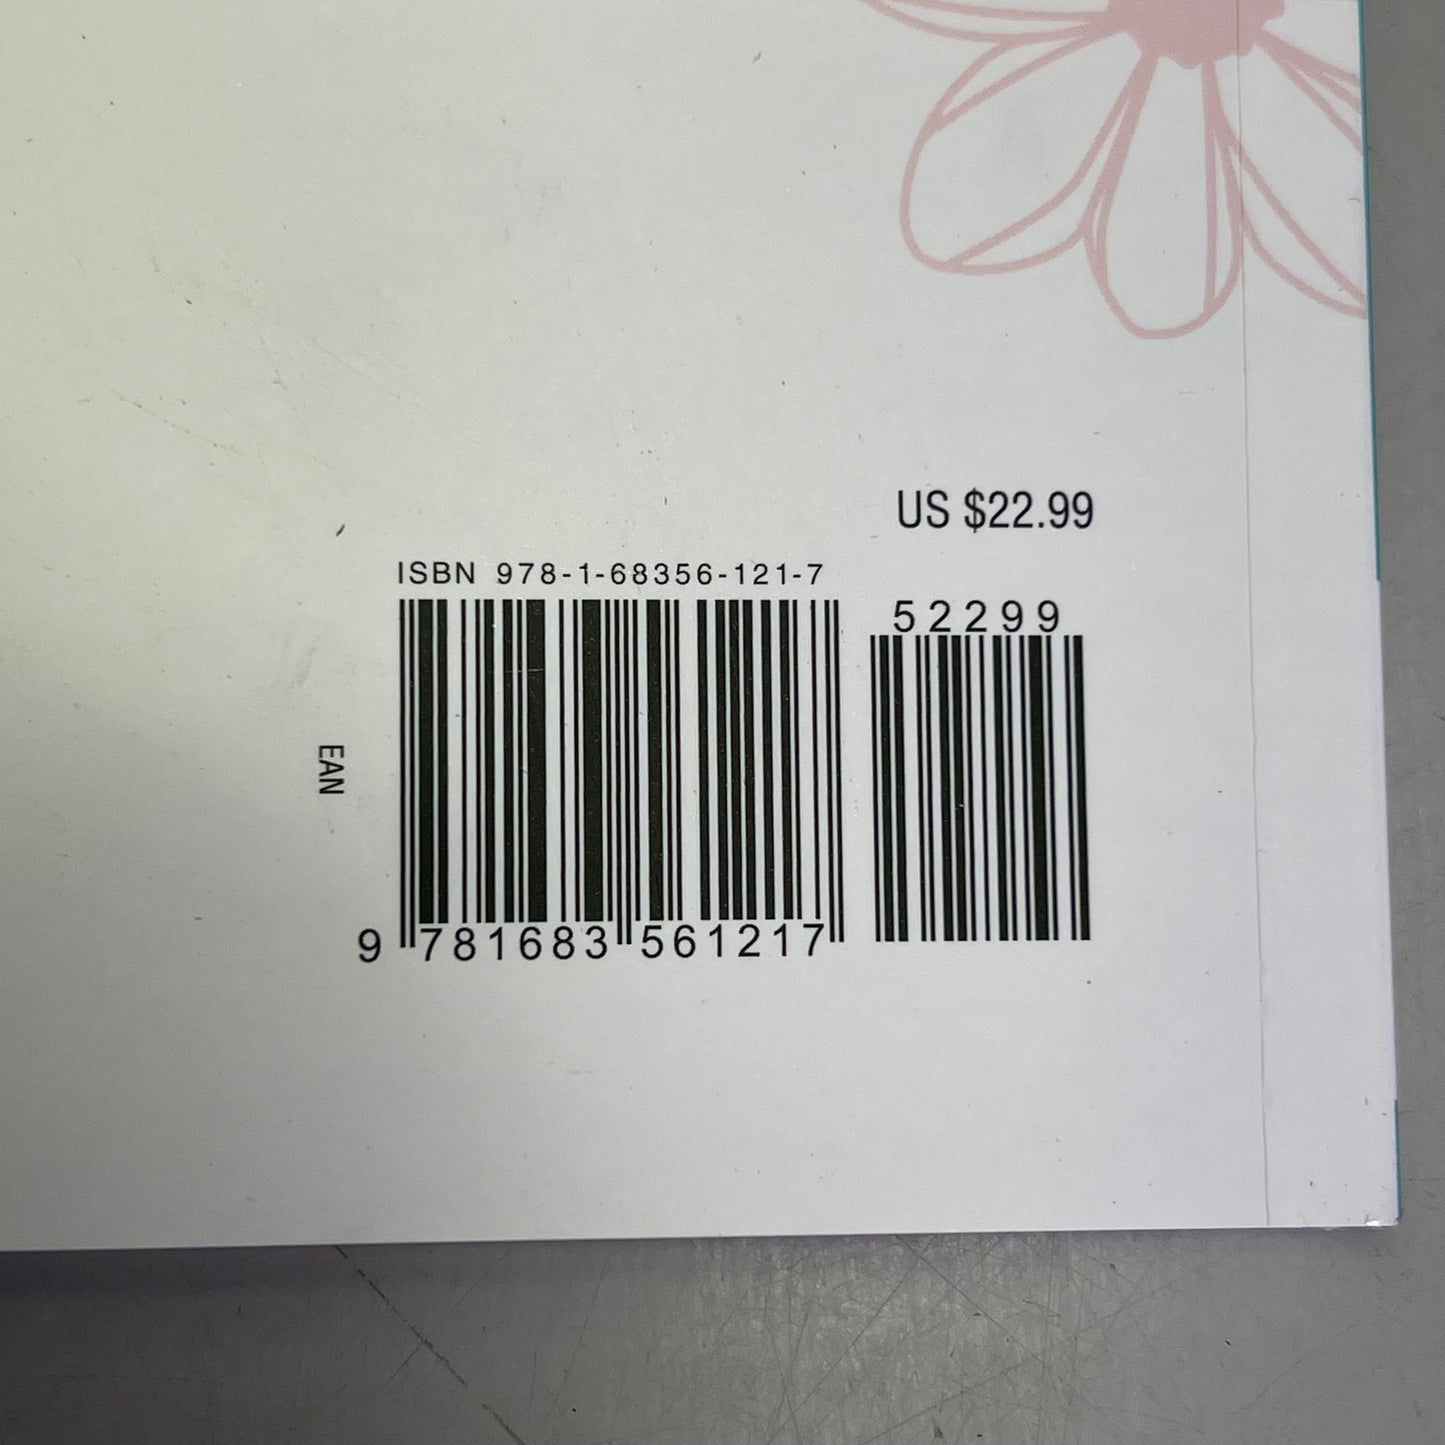 US $22.99
ISBN 978-1-68356-121-7
52299
EAN
9 781683 561217